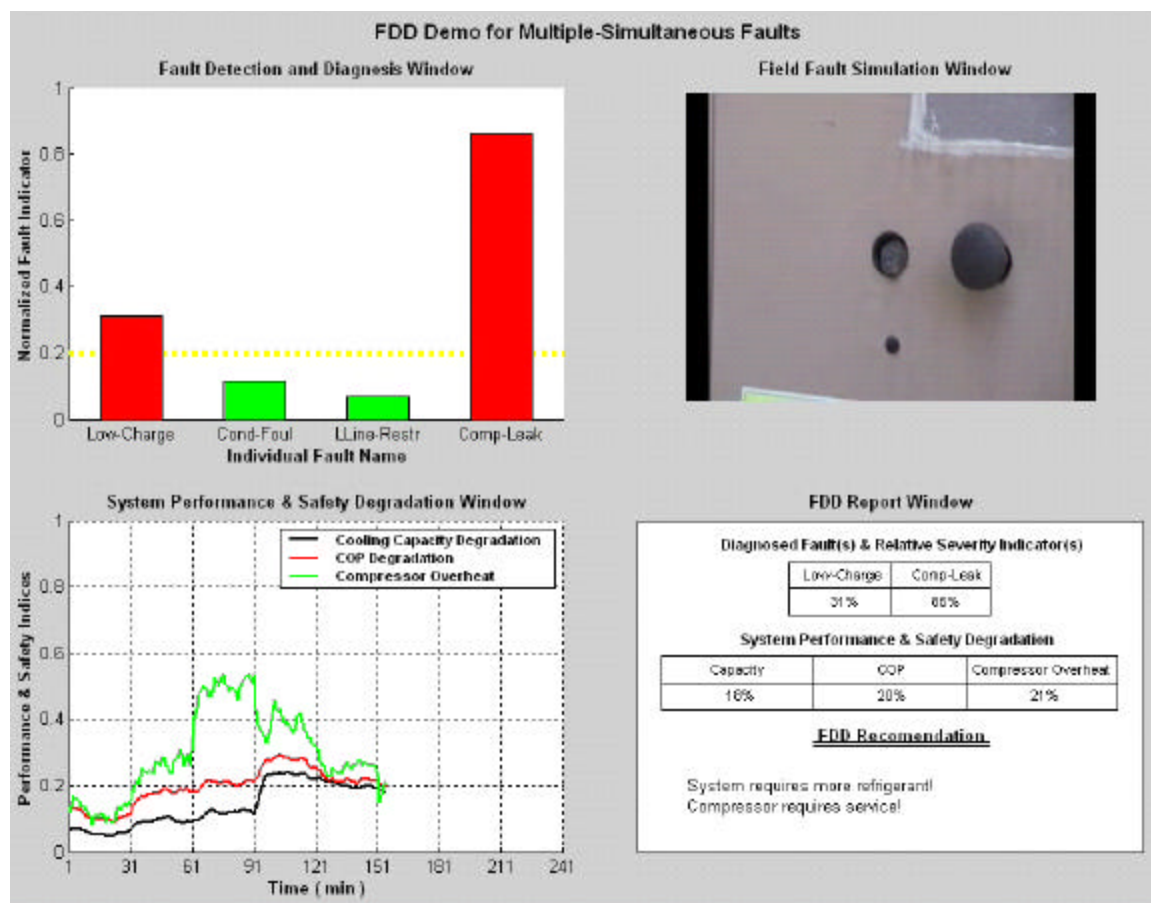 FDD Demo for Multiple-Simultaneous Faults
Fault Detection and Diagnosis Window
Normalized Fault Indicator
1
0.8
0.6
0.4
0.2
0
Low-Charge Cond-Foul LLine-Restr Comp-Leak
Individual Fault Name
Field Fault Simulation Window
System Performance & Safety Degradation Window
Performance & Safety Indices
1
0.8
0.6
0.4
0.2
0
Cooling Capacity Degradation
COP Degradation
Compressor Overheat
1 31 61 91 121 151 181 211 241
Time ( min )
FDD Report Window
Diagnosed Fault(s) & Relative Severity Indicator(s)
Low-Charge Comp-Leak
31% 86%
System Performance & Safety Degradation
Capacity COP Compressor Overheat
18% 20% 21%
FDD Recomendation
System requires more refrigerant!
Compressor requires service!